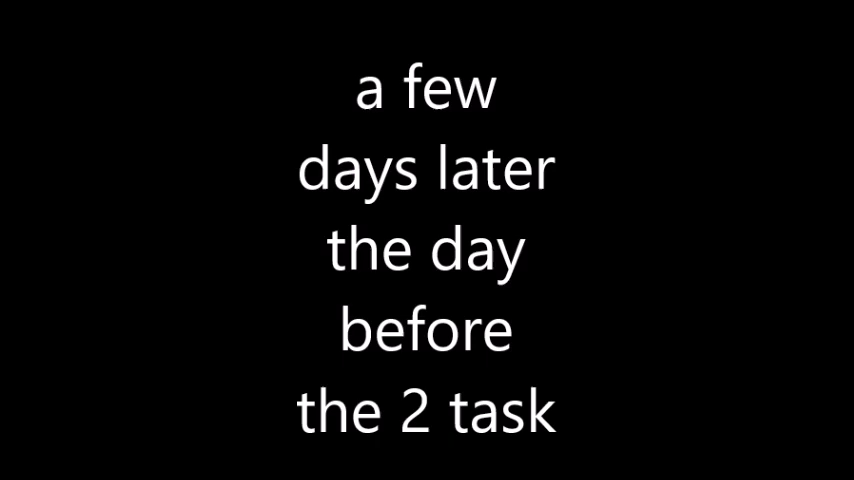 a few
days later
the day
before
the 2 task